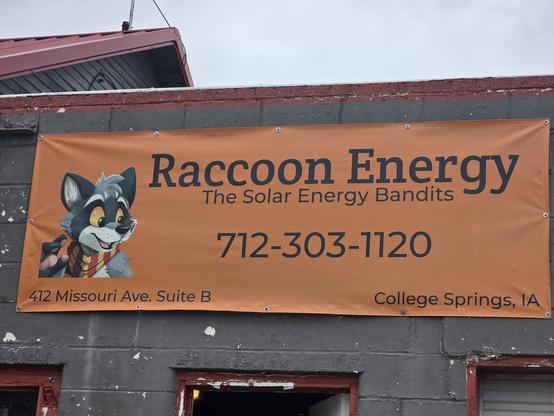 Raccoon Energy
The Solar Energy Bandits
712-303-1120
412 Missouri Ave. Suite B
College Springs, IA